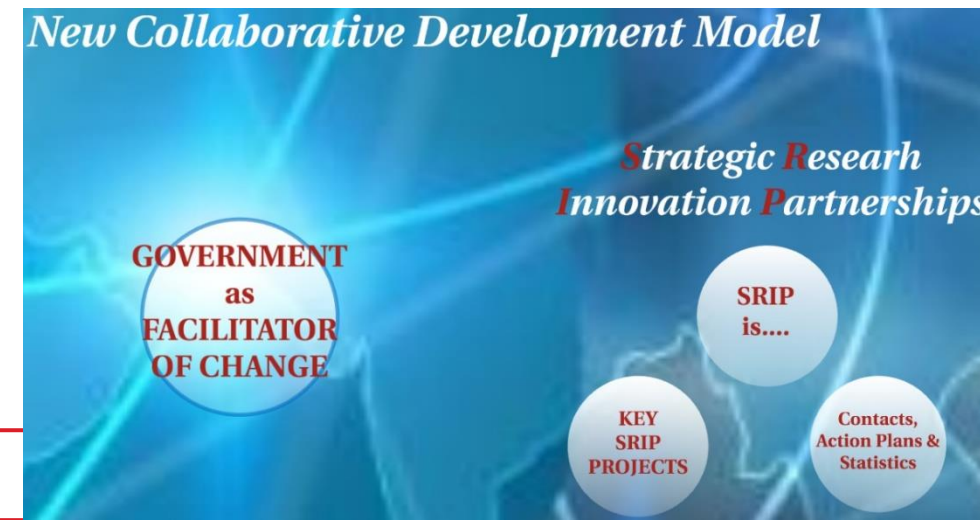 New Collaborative Development Model
Strategic Researh
Innovation Partnerships
GOVERNMENT
as
FACILITATOR
OF CHANGE
SRIP
is....
KEY
SRIP
PROJECTS
Contacts,
Action Plans &
Statistics